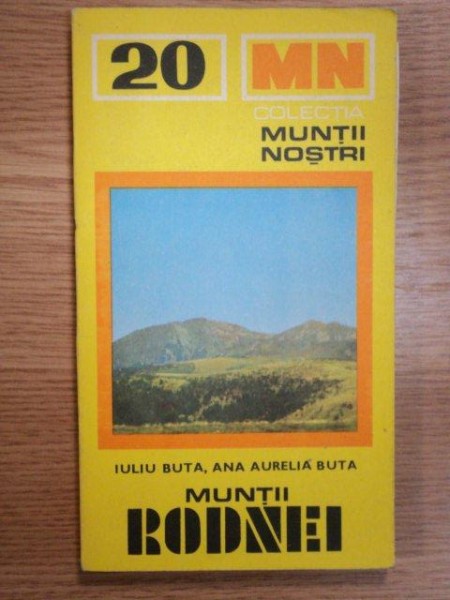 20
MN
COLECȚIA
MUNȚII
NOȘTRI
IULIU BUTA, ANA AURELIA BUTA
MUNȚII
RODNEI